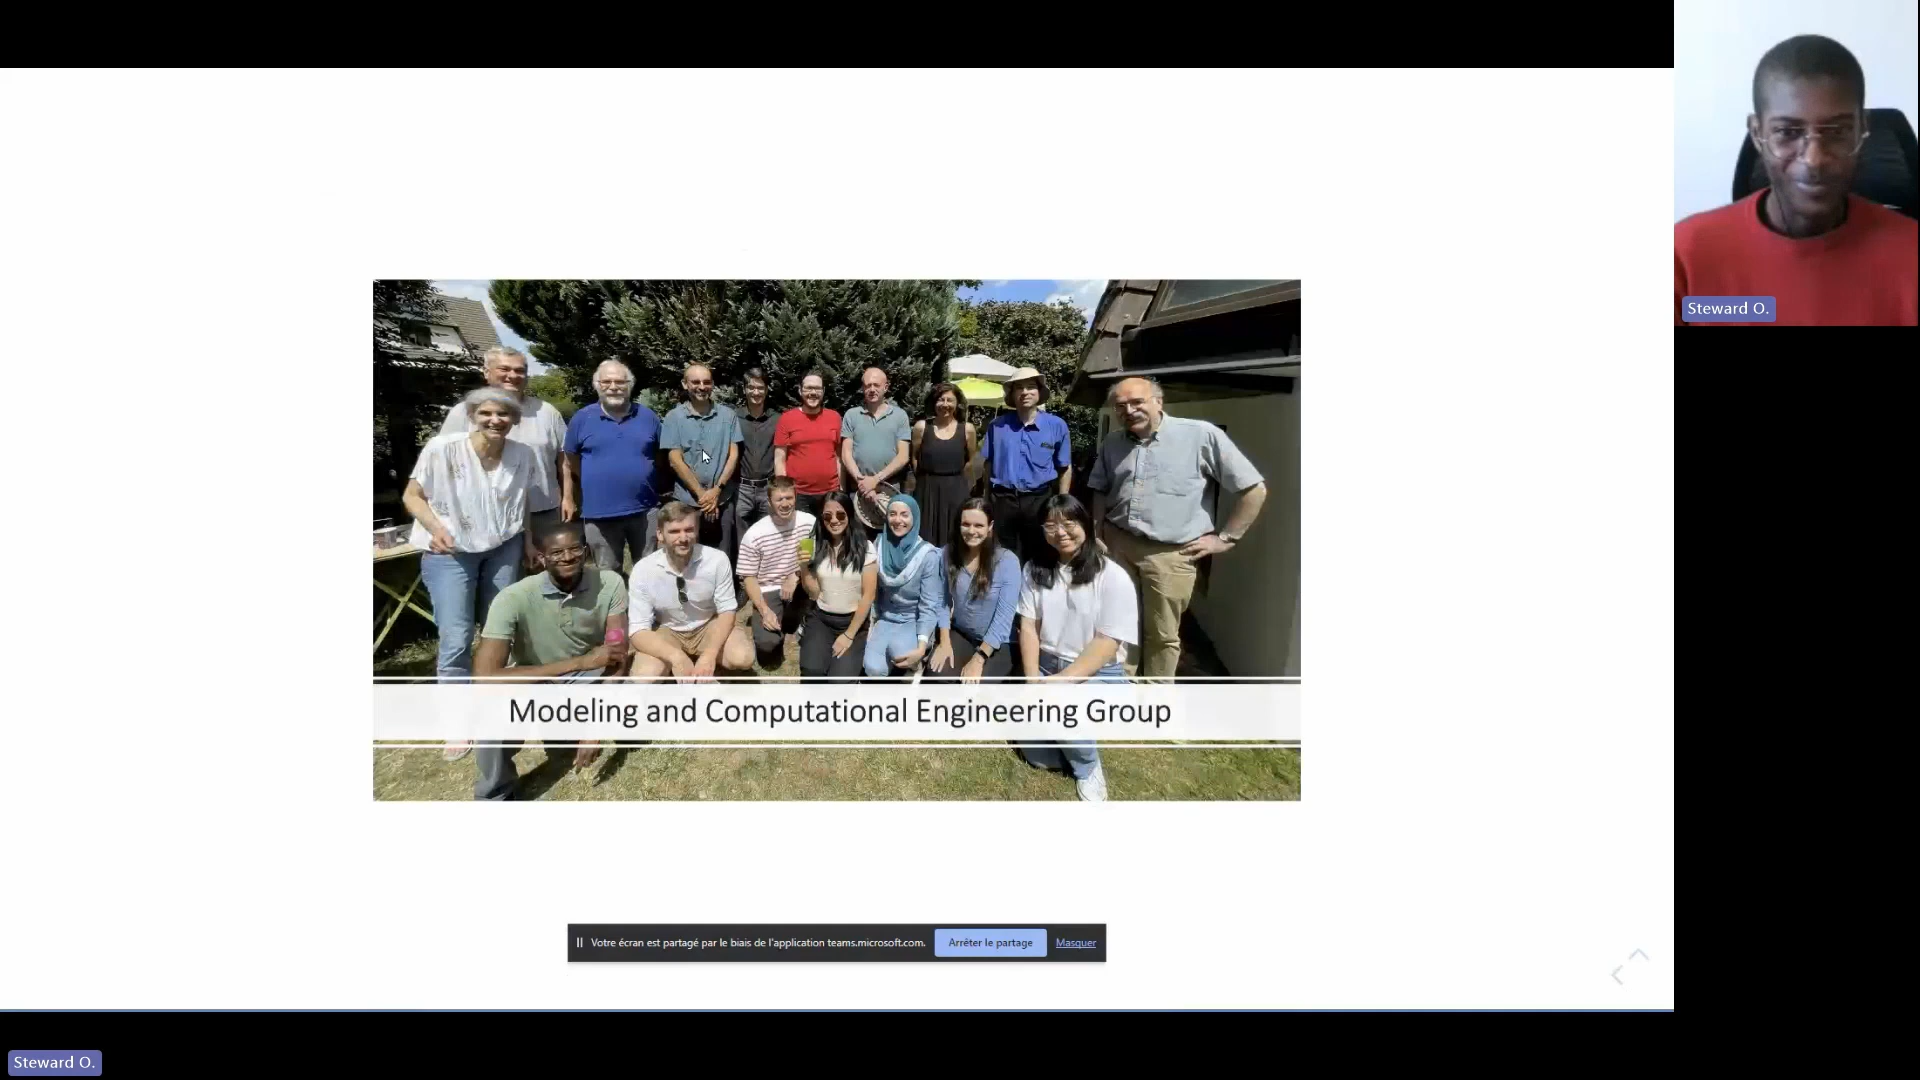 Steward O.
Modeling and Computational Engineering Group
Votre écran est partagé par le biais de l'application teams.microsoft.com.
Arrêter le partage
Masquer
Steward O.